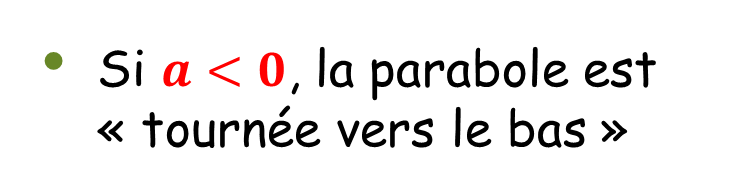 • Si a < 0, la parabole est
« tournée vers le bas »